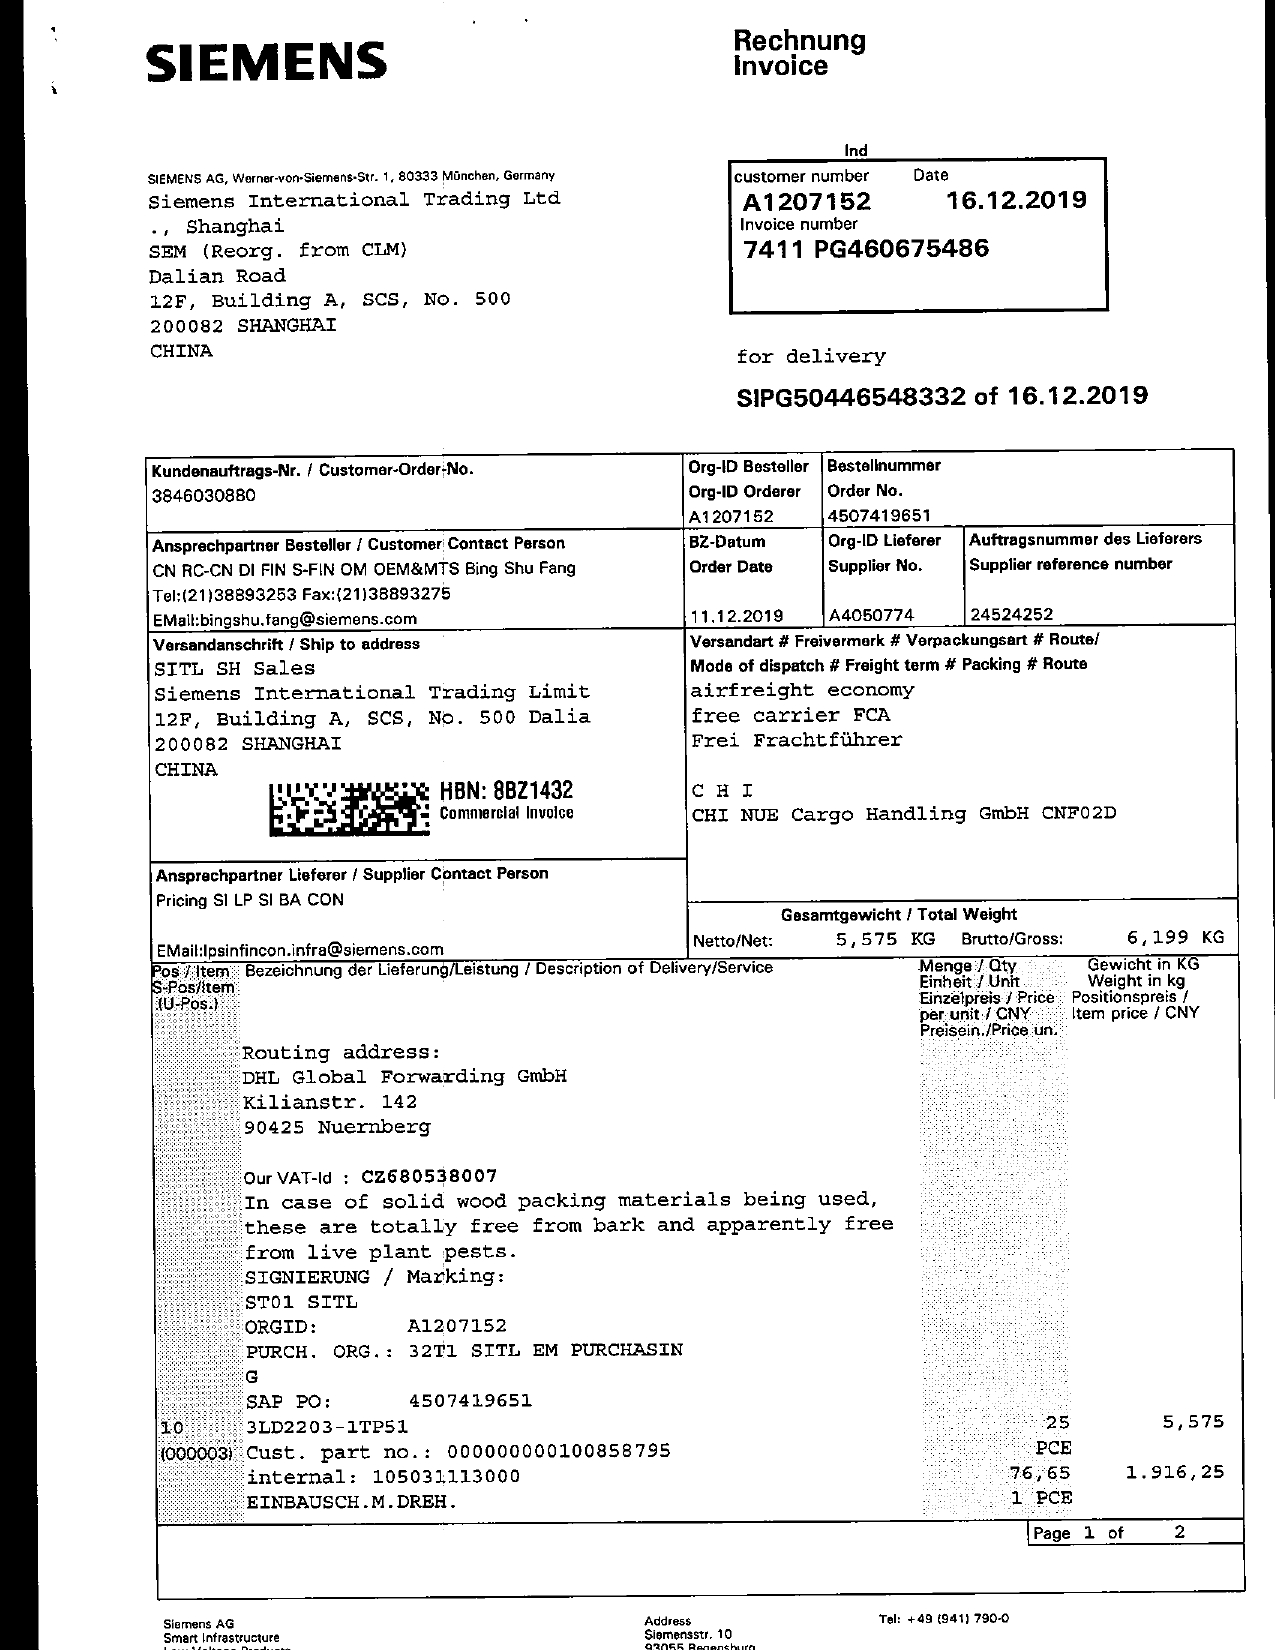 SIEMENS
Rechnung
Invoice
Ind
SIEMENS AG, Werner-von-Siemens-Str. 1, 80333 München, Germany
Siemens International Trading Ltd
., Shanghai
SEM (Reorg. from CLM)
Dalian Road
12F, Building A, SCS, No. 500
200082 SHANGHAI
CHINA
customer number Date
A1207152 16.12.2019
Invoice number
7411 PG460675486
for delivery
SIPG50446548332 of 16.12.2019
Kundenauftrags-Nr. / Customer-Order-No.
3846030880
Org-ID Besteller
Org-ID Orderer
A1207152
Bestellnummer
Order No.
4507419651
Ansprechpartner Besteller / Customer Contact Person
CN RC-CN DI FIN S-FIN OM OEM&MTS Bing Shu Fang
Tel:(21)38893253 Fax:(21)38893275
EMail:bingshu.fang@siemens.com
BZ-Datum
Order Date
11.12.2019
Org-ID Lieferer
Supplier No.
A4050774
Auftragsnummer des Lieferers
Supplier reference number
24524252
Versandanschrift / Ship to address
SITL SH Sales
Siemens International Trading Limit
12F, Building A, SCS, No. 500 Dalia
200082 SHANGHAI
CHINA
HBN: 8BZ1432
Commercial Invoice
Versandart # Freivermerk # Verpackungsart # Route/
Mode of dispatch # Freight term # Packing # Route
airfreight economy
free carrier FCA
Frei Frachtführer
C H I
CHI NUE Cargo Handling GmbH CNF02D
Ansprechpartner Lieferer / Supplier Contact Person
Pricing SI LP SI BA CON
EMail:lpsinfincon.infra@siemens.com
Gesamtgewicht / Total Weight
Netto/Net: 5,575 KG Brutto/Gross: 6,199 KG
Pos / Item
S-Pos/Item
(U-Pos.)
Bezeichnung der Lieferung/Leistung / Description of Delivery/Service
Menge / Qty
Einheit / Unit
Einzelpreis / Price
per unit / CNY
Preisein./Price un.
Gewicht in KG
Weight in kg
Positionspreis /
Item price / CNY
Routing address:
DHL Global Forwarding GmbH
Kilianstr. 142
90425 Nuernberg
Our VAT-Id : CZ680538007
In case of solid wood packing materials being used,
these are totally free from bark and apparently free
from live plant pests.
SIGNIERUNG / Marking:
ST01 SITL
ORGID: A1207152
PURCH. ORG.: 32T1 SITL EM PURCHASIN
G
SAP PO: 4507419651
10 3LD2203-1TP51 25 5,575
(000003) Cust. part no.: 000000000100858795 PCE
internal: 105031113000 76,65 1.916,25
EINBAUSCH.M.DREH. 1 PCE
Page 1 of 2
Siemens AG
Smart Infrastructure
Address
Siemensstr. 10
93055 Regensburg
Tel: +49 (941) 790-0